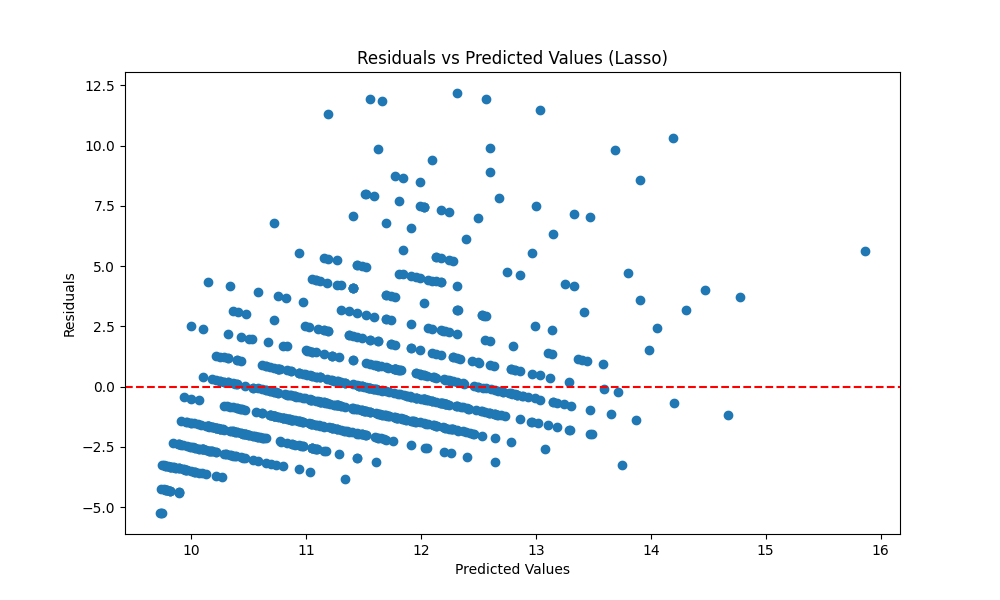 Residuals vs Predicted Values (Lasso)
12.5
10.0
7.5
5.0
2.5
0.0
−2.5
−5.0
Residuals
10 11 12 13 14 15 16
Predicted Values